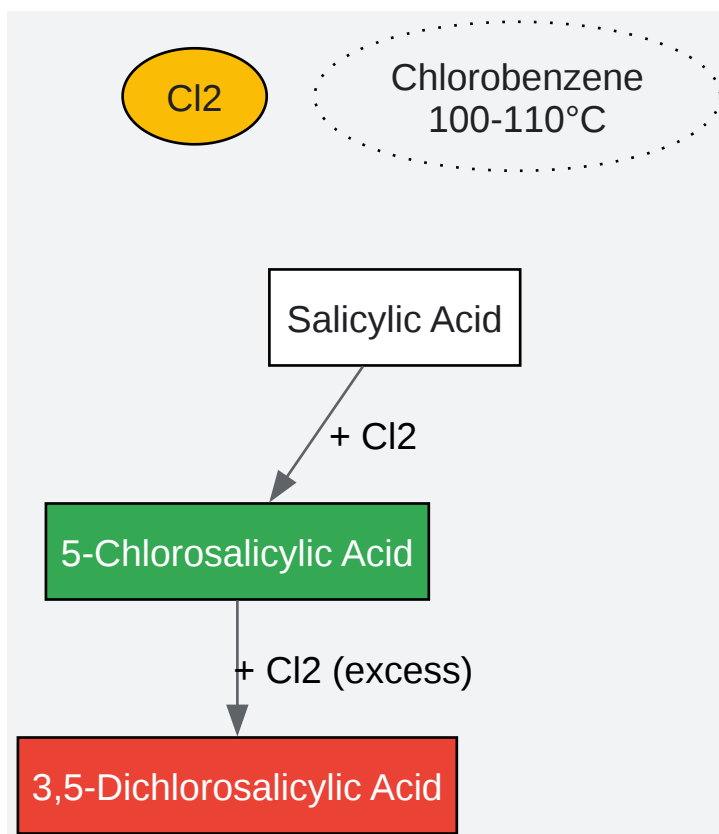 Cl2
Chlorobenzene
100-110°C
Salicylic Acid
+ Cl2
5-Chlorosalicylic Acid
+ Cl2 (excess)
3,5-Dichlorosalicylic Acid